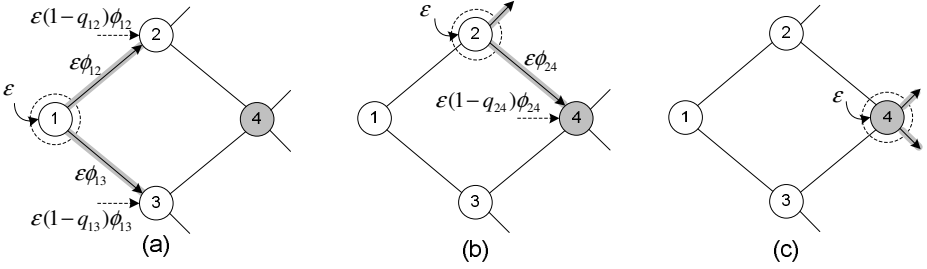 ε(1−q₁₂)ϕ₁₂
2
εϕ₁₂
ε
1
4
εϕ₁₃
3
ε(1−q₁₃)ϕ₁₃
(a)
ε
2
εϕ₂₄
ε(1−q₂₄)ϕ₂₄
1
4
3
(b)
2
ε
1
4
3
(c)